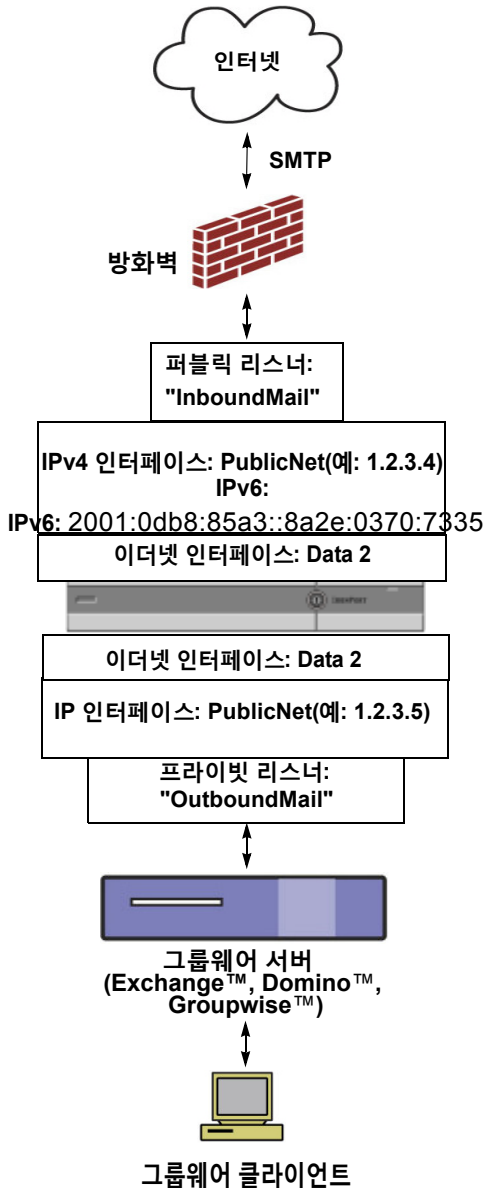 인터넷
SMTP
방화벽
퍼블릭 리스너:
"InboundMail"
IPv4 인터페이스: PublicNet(예: 1.2.3.4)
IPv6:
IPv6: 2001:0db8:85a3::8a2e:0370:7335
이더넷 인터페이스: Data 2
IRONPORT
이더넷 인터페이스: Data 2
IP 인터페이스: PublicNet(예: 1.2.3.5)
프라이빗 리스너:
"OutboundMail"
그룹웨어 서버
(Exchange™, Domino™,
Groupwise™)
그룹웨어 클라이언트